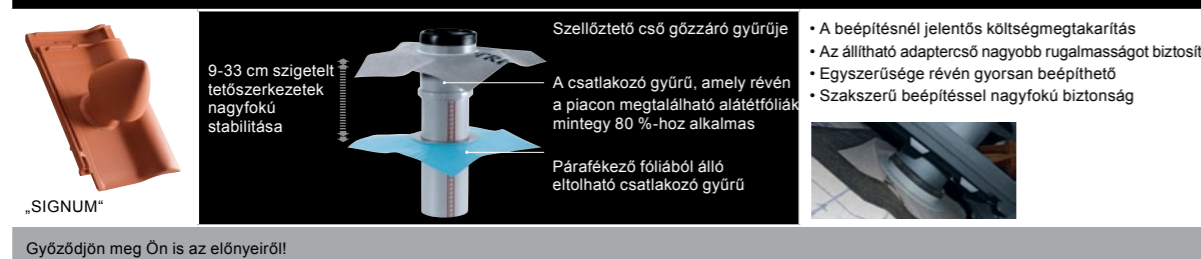 „SIGNUM“
9-33 cm szigetelt
tetőszerkezetek
nagyfokú
stabilitása
Szellőztető cső gőzzáró gyűrűje
A csatlakozó gyűrű, amely révén
a piacon megtalálható alátétfóliák
mintegy 80 %-hoz alkalmas
Párafékező fóliából álló
eltolható csatlakozó gyűrű
• A beépítésnél jelentős költségmegtakarítás
• Az állítható adaptercső nagyobb rugalmasságot biztosít
• Egyszerűsége révén gyorsan beépíthető
• Szakszerű beépítéssel nagyfokú biztonság
Győződjön meg Ön is az előnyeiről!